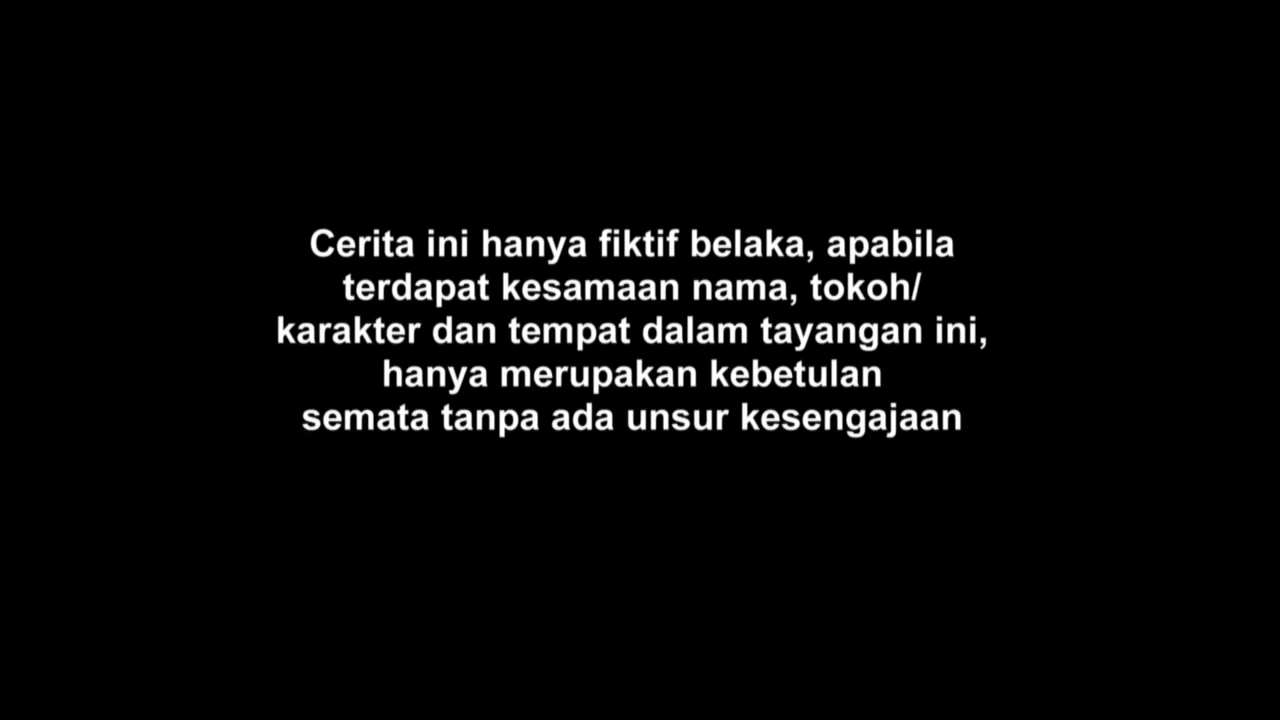 Cerita ini hanya fiktif belaka, apabila
terdapat kesamaan nama, tokoh/
karakter dan tempat dalam tayangan ini,
hanya merupakan kebetulan
semata tanpa ada unsur kesengajaan